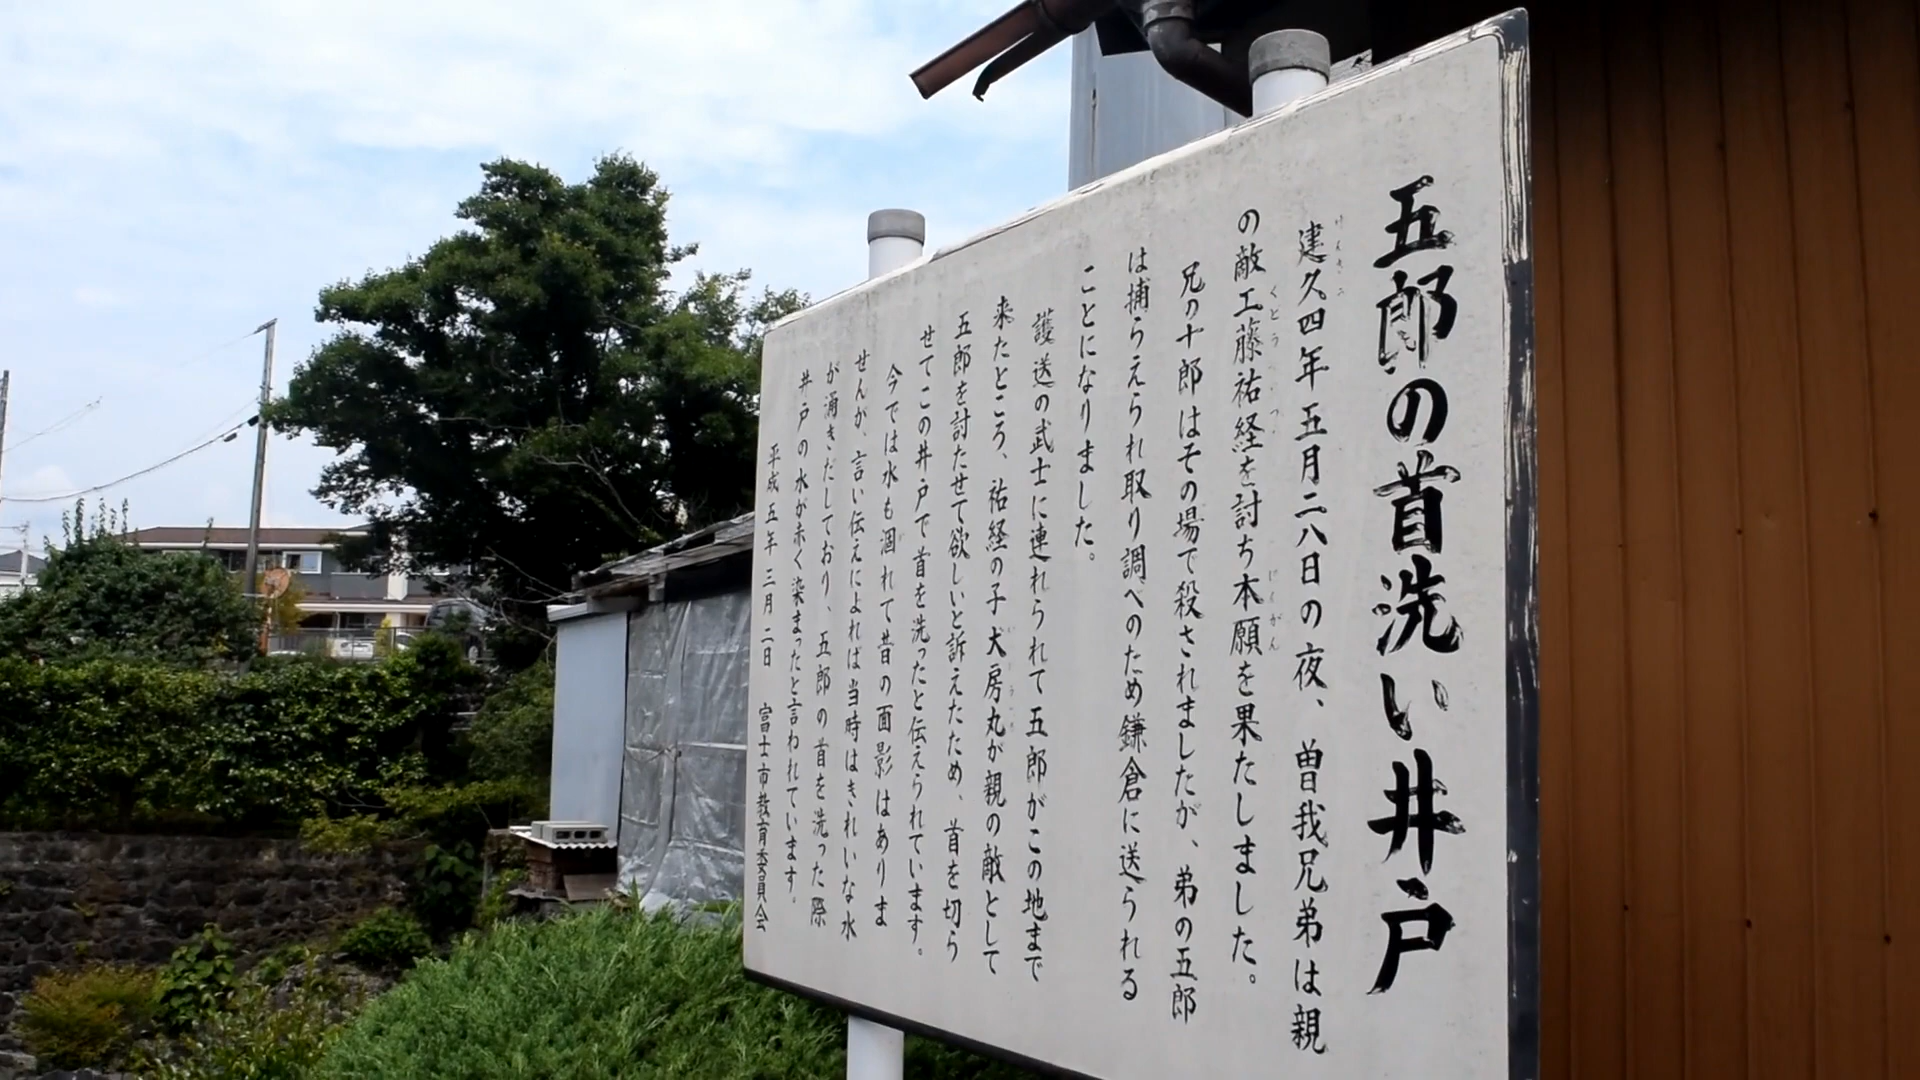 五郎の首洗い井戸
建久四年五月二八日の夜、曽我兄弟は親
の敵工藤祐経を討ち本願を果たしました。
兄の十郎はその場で殺されましたが、弟の五郎
は捕らえられ取り調べのため鎌倉に送られる
ことになりました。
護送の武士に連れられて五郎がこの地まで
来たところ、祐経の子犬房丸が親の敵として
五郎を討たせて欲しいと訴えたため、首を切ら
せてこの井戸で首を洗ったと伝えられています。
今では水も涸れて昔の面影はありま
せんが、言い伝えによれば当時はきれいな水
が涌きだしており、五郎の首を洗った際
井戸の水が赤く染まったと言われています。
平成五年三月二日 富士市教育委員会